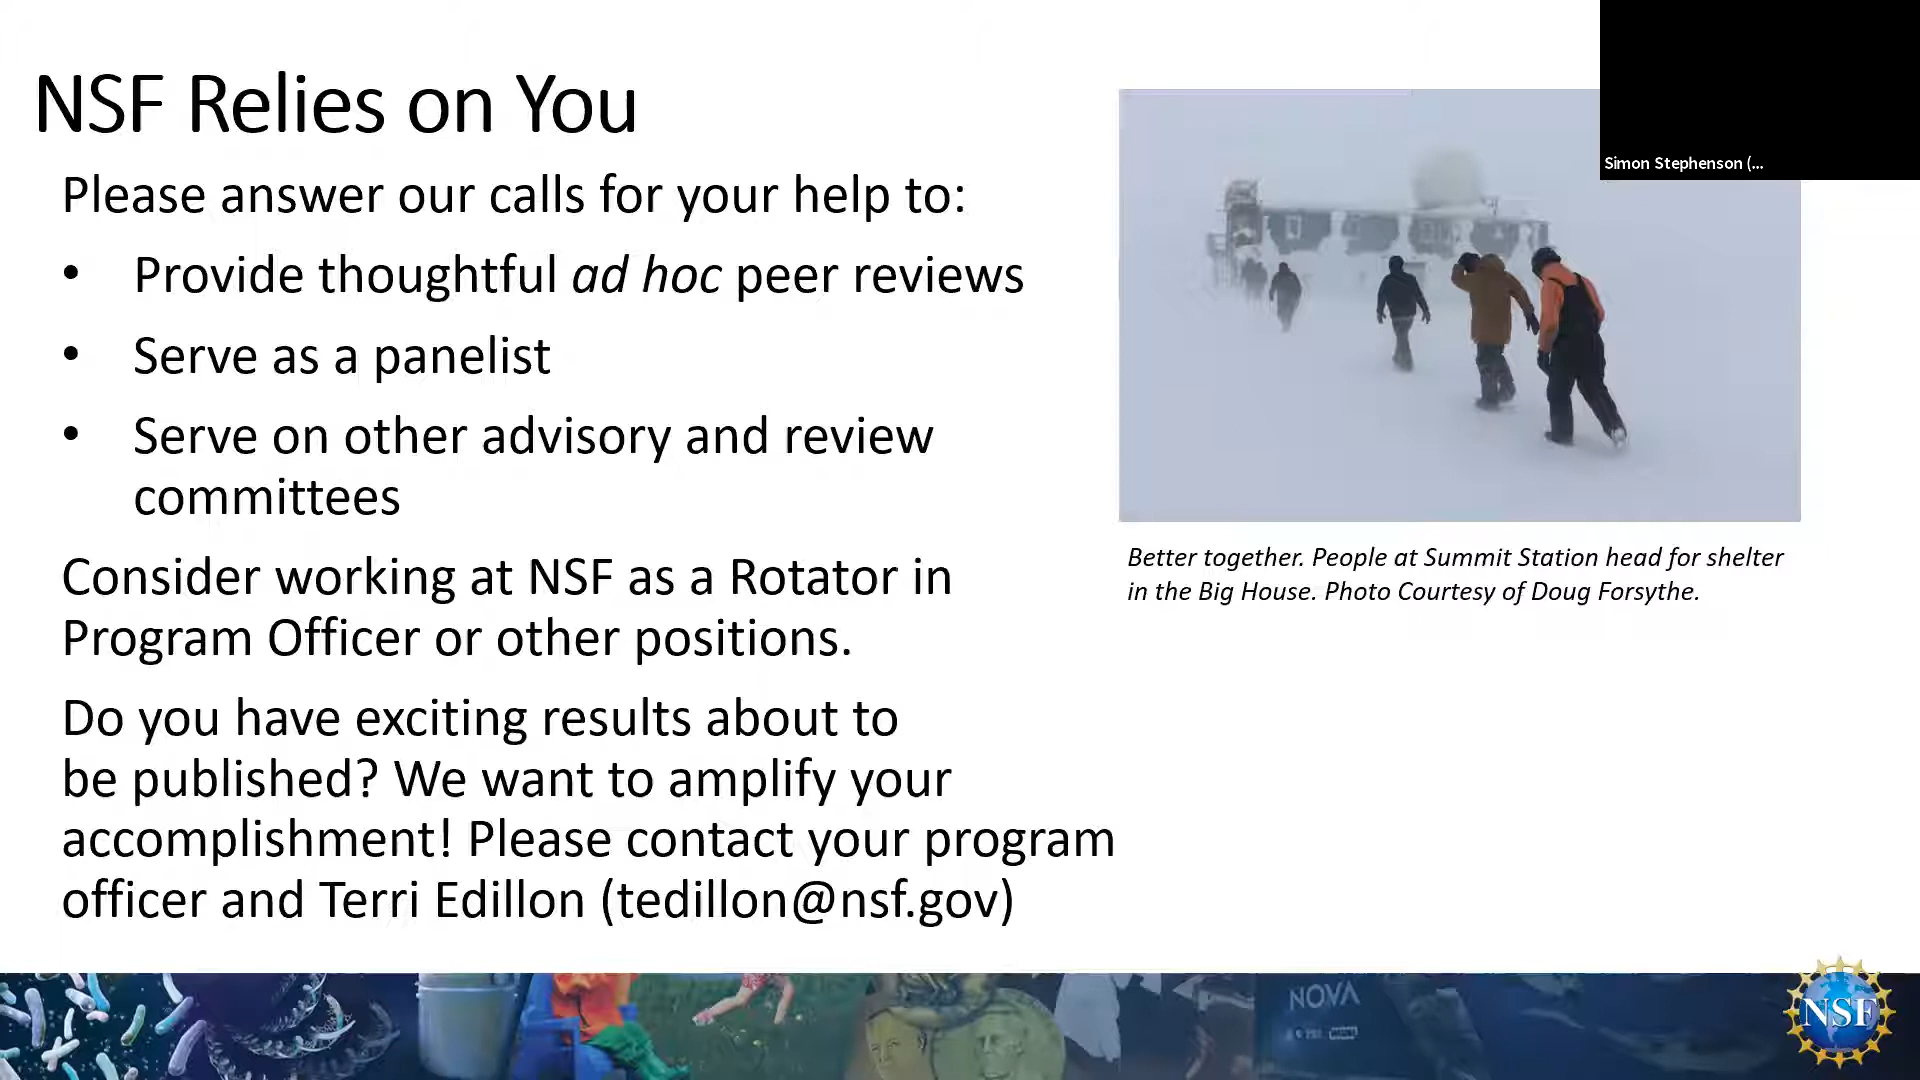 NSF Relies on You
Please answer our calls for your help to:
• Provide thoughtful ad hoc peer reviews
• Serve as a panelist
• Serve on other advisory and review
committees
Consider working at NSF as a Rotator in
Program Officer or other positions.
Do you have exciting results about to
be published? We want to amplify your
accomplishment! Please contact your program
officer and Terri Edillon (tedillon@nsf.gov)
Simon Stephenson (...
Better together. People at Summit Station head for shelter
in the Big House. Photo Courtesy of Doug Forsythe.
NOVA
NSF